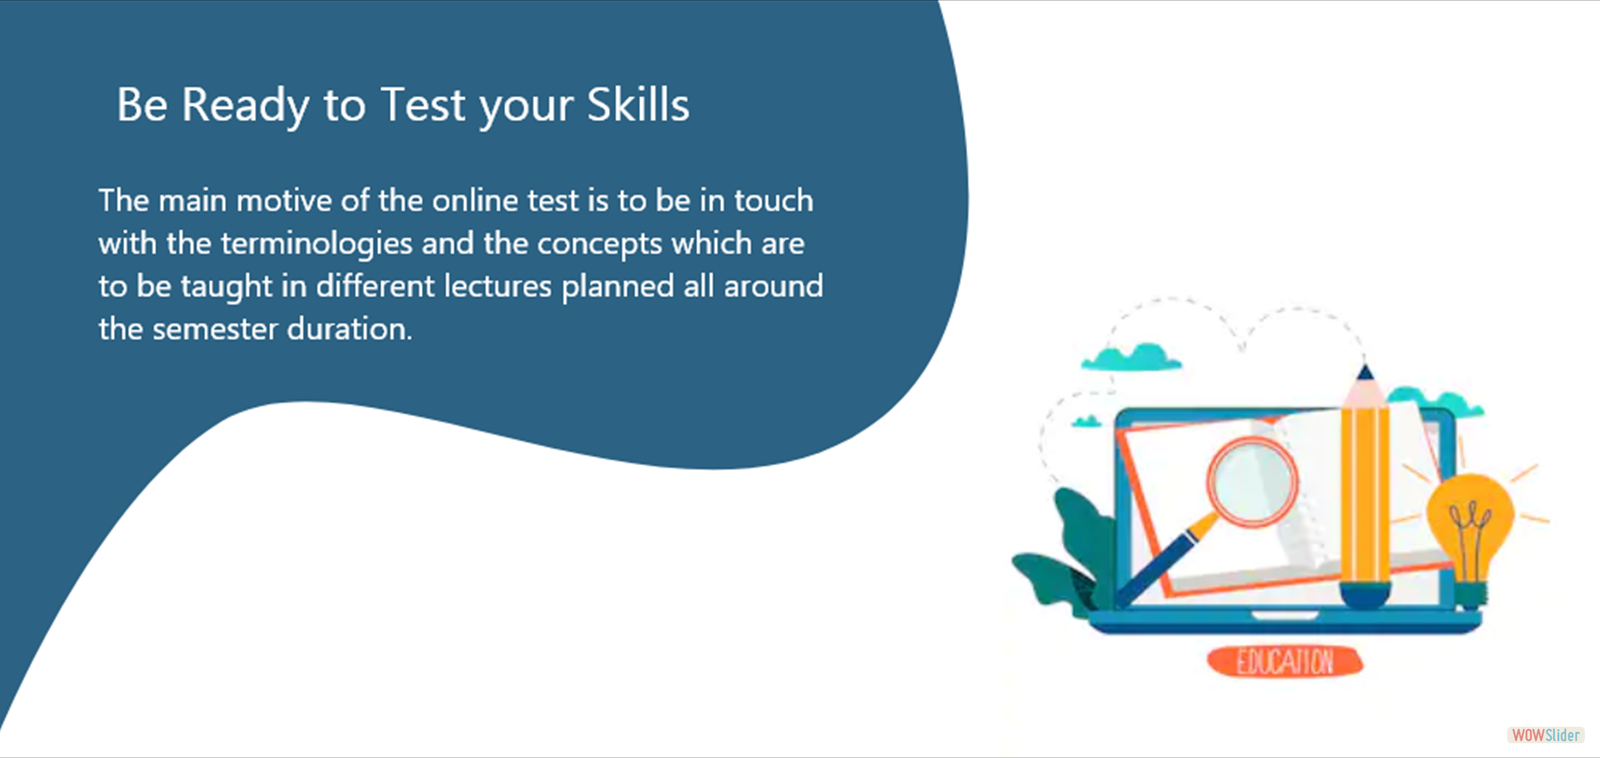 Be Ready to Test your Skills
The main motive of the online test is to be in touch
with the terminologies and the concepts which are
to be taught in different lectures planned all around
the semester duration.
EDUCATION
WOWSlider